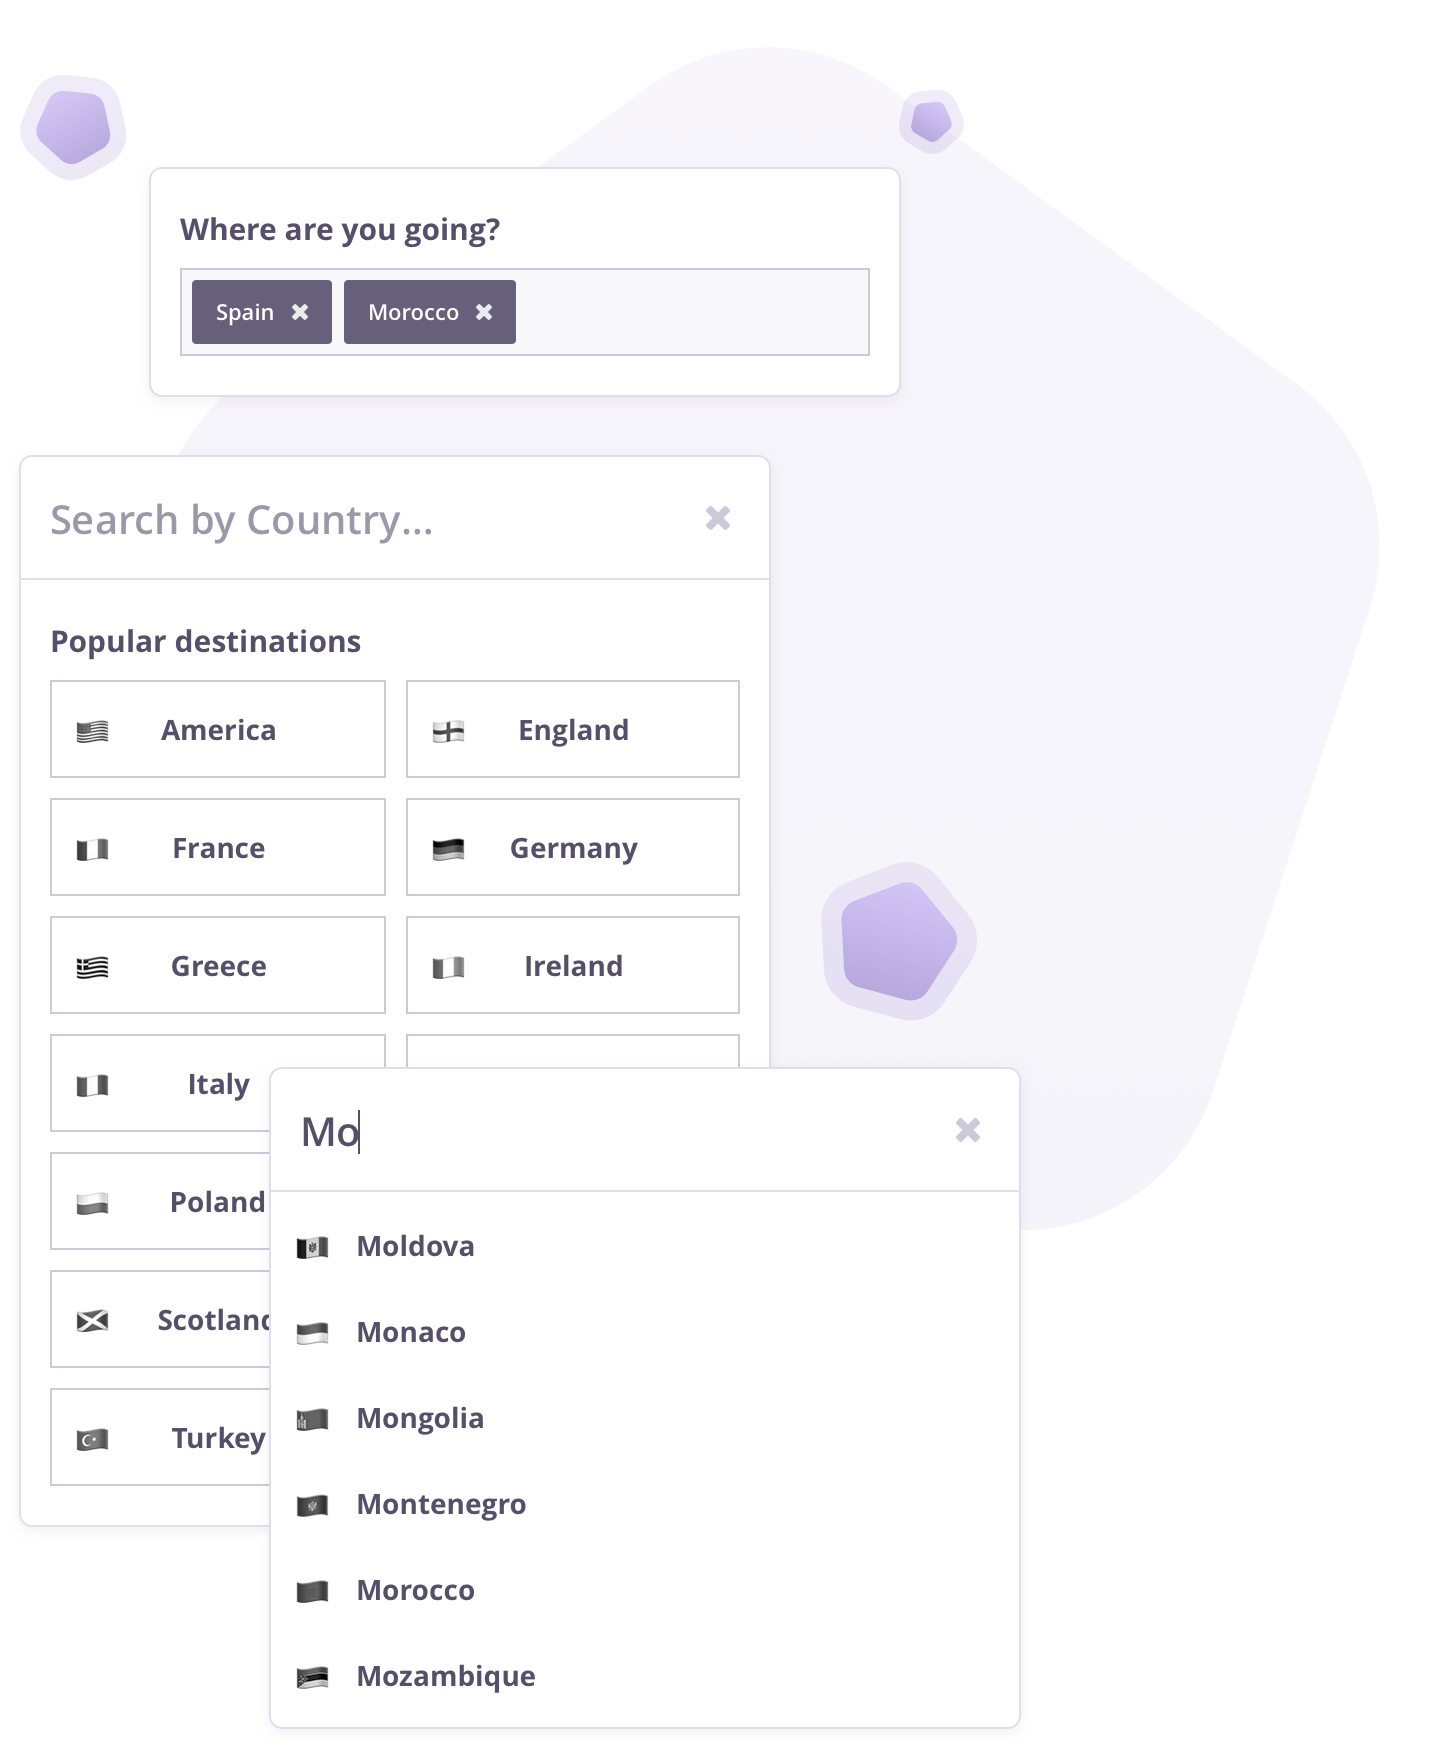 Where are you going?
Spain
Morocco
Search by Country...
Popular destinations
America
England
France
Germany
Greece
Ireland
Italy
Poland
Scotland
Turkey
Mo
Moldova
Monaco
Mongolia
Montenegro
Morocco
Mozambique